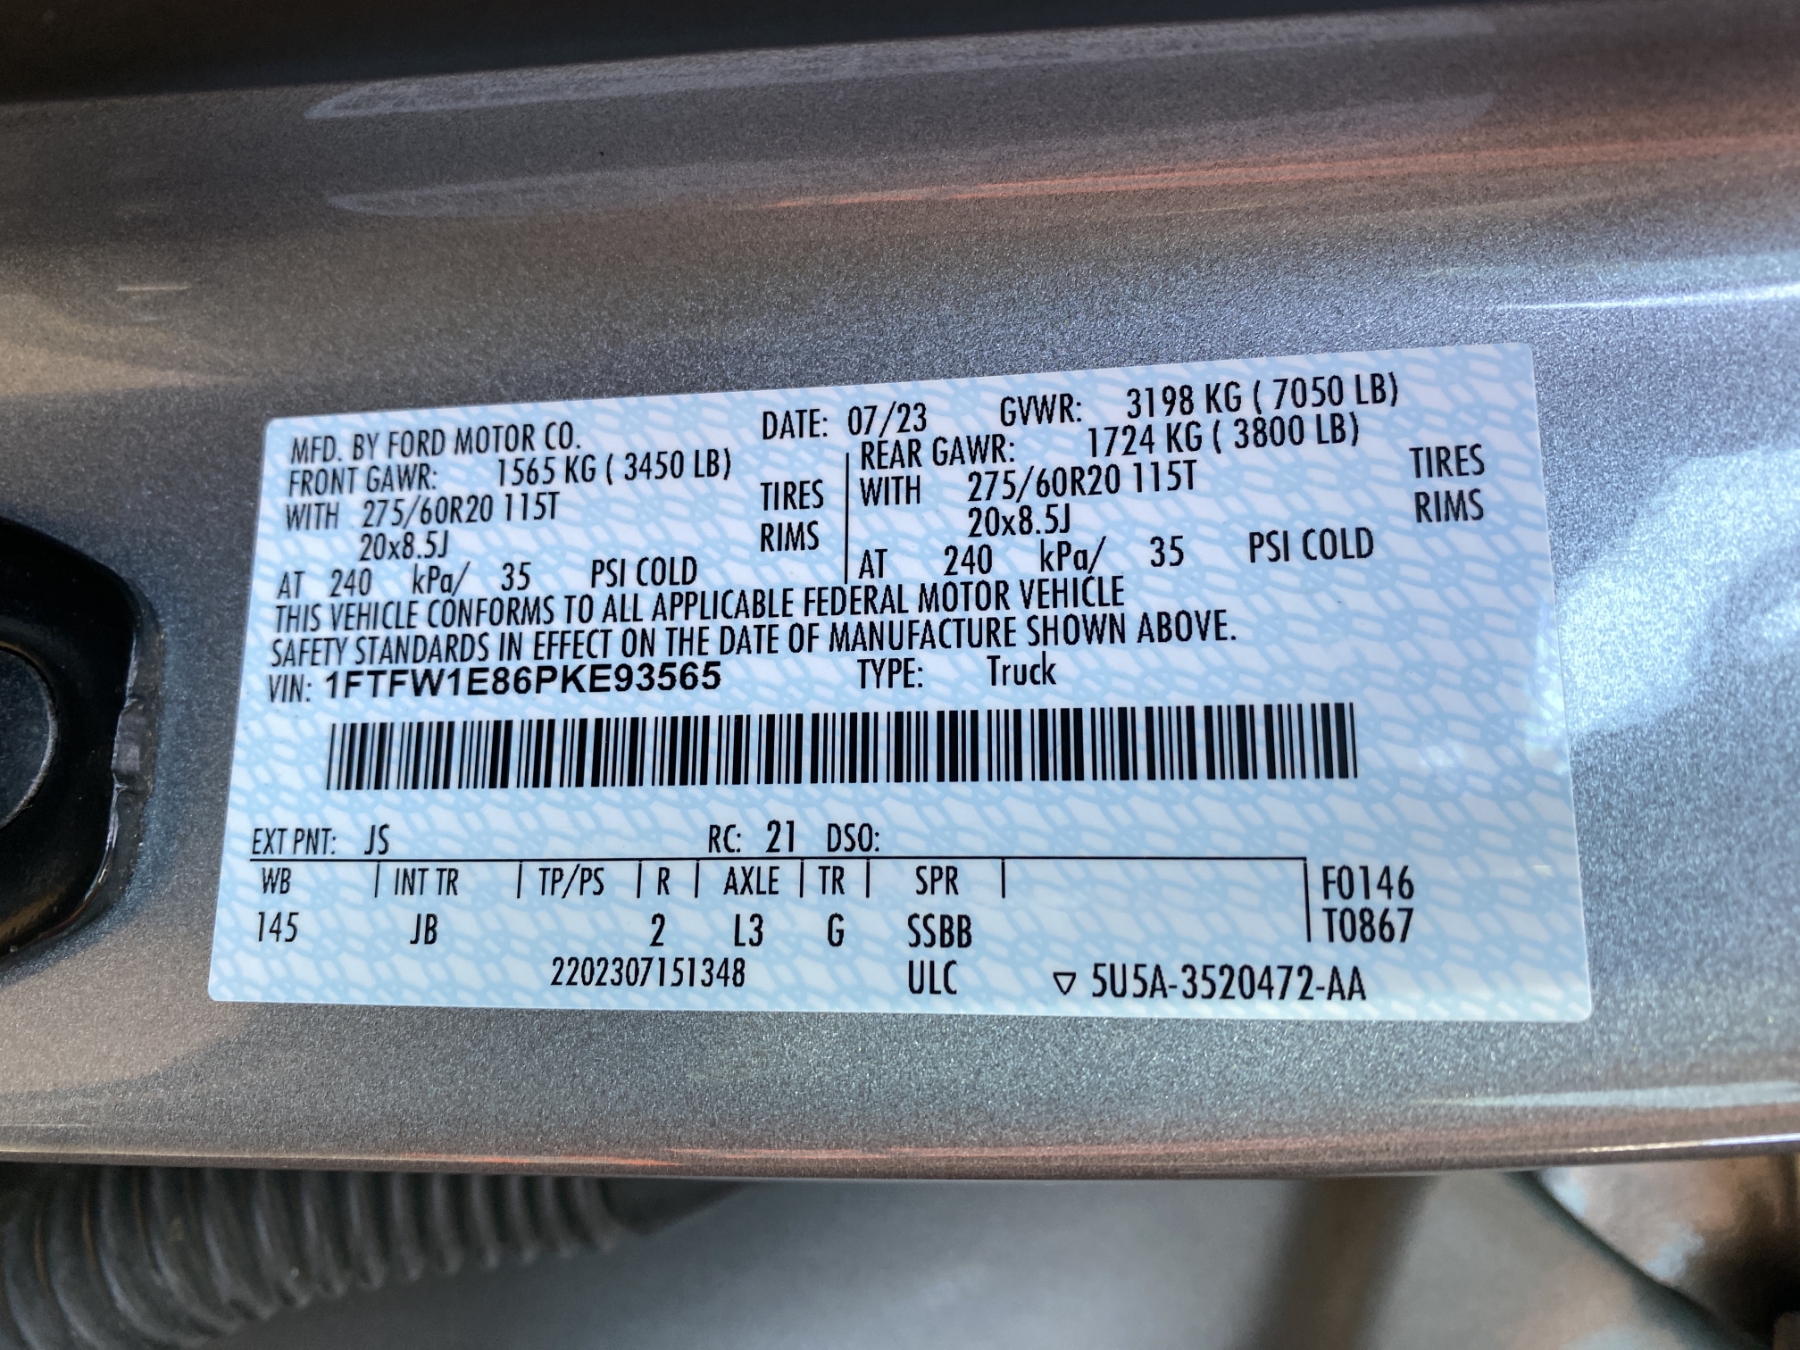 MFD. BY FORD MOTOR CO. DATE: 07/23 GVWR: 3198 KG ( 7050 LB)
FRONT GAWR: 1565 KG ( 3450 LB) REAR GAWR: 1724 KG ( 3800 LB)
WITH 275/60R20 115T TIRES WITH 275/60R20 115T TIRES
20x8.5J RIMS 20x8.5J RIMS
AT 240 kPa/ 35 PSI COLD AT 240 kPa/ 35 PSI COLD
THIS VEHICLE CONFORMS TO ALL APPLICABLE FEDERAL MOTOR VEHICLE
SAFETY STANDARDS IN EFFECT ON THE DATE OF MANUFACTURE SHOWN ABOVE.
VIN: 1FTFW1E86PKE93565 TYPE: Truck
EXT PNT: JS RC: 21 DSO:
WB INT TR TP/PS R AXLE TR SPR F0146
145 JB 2 L3 G SSBB T0867
2202307151348 ULC ▽ 5U5A-3520472-AA